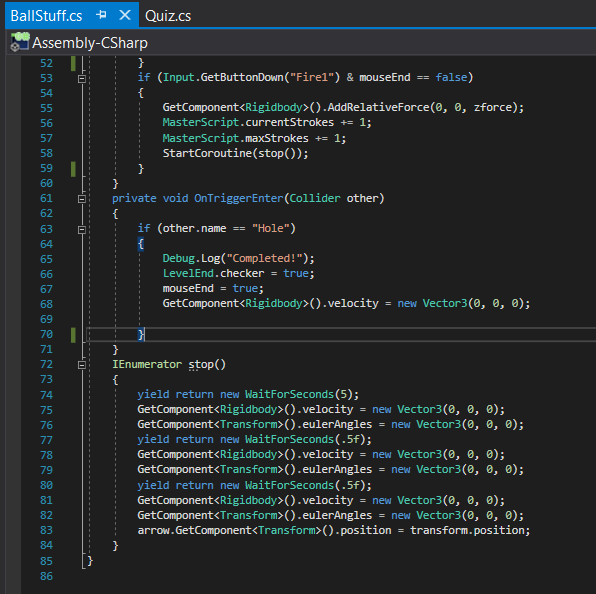 BallStuff.cs Quiz.cs
Assembly-CSharp
52 }
53 if (Input.GetButtonDown("Fire1") & mouseEnd == false)
54 {
55 GetComponent<Rigidbody>().AddRelativeForce(0, 0, zforce);
56 MasterScript.currentStrokes += 1;
57 MasterScript.maxStrokes += 1;
58 StartCoroutine(stop());
59 }
60 }
61 private void OnTriggerEnter(Collider other)
62 {
63 if (other.name == "Hole")
64 {
65 Debug.Log("Completed!");
66 LevelEnd.checker = true;
67 mouseEnd = true;
68 GetComponent<Rigidbody>().velocity = new Vector3(0, 0, 0);
69
70 }
71 }
72 IEnumerator stop()
73 {
74 yield return new WaitForSeconds(5);
75 GetComponent<Rigidbody>().velocity = new Vector3(0, 0, 0);
76 GetComponent<Transform>().eulerAngles = new Vector3(0, 0, 0);
77 yield return new WaitForSeconds(.5f);
78 GetComponent<Rigidbody>().velocity = new Vector3(0, 0, 0);
79 GetComponent<Transform>().eulerAngles = new Vector3(0, 0, 0);
80 yield return new WaitForSeconds(.5f);
81 GetComponent<Rigidbody>().velocity = new Vector3(0, 0, 0);
82 GetComponent<Transform>().eulerAngles = new Vector3(0, 0, 0);
83 arrow.GetComponent<Transform>().position = transform.position;
84 }
85 }
86